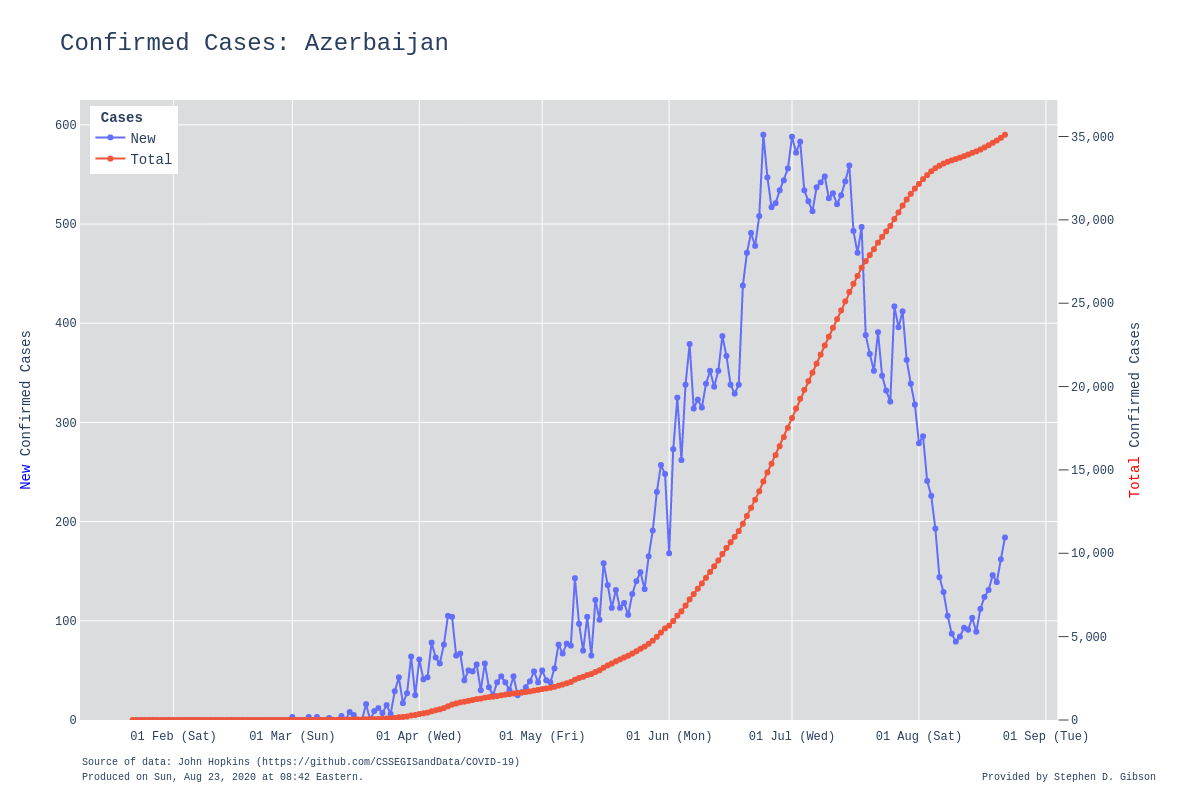 Confirmed Cases: Azerbaijan
Cases
New
Total
600
500
400
300
200
100
0
35,000
30,000
25,000
20,000
15,000
10,000
5,000
0
New Confirmed Cases
Total Confirmed Cases
01 Feb (Sat) 01 Mar (Sun) 01 Apr (Wed) 01 May (Fri) 01 Jun (Mon) 01 Jul (Wed) 01 Aug (Sat) 01 Sep (Tue)
Source of data: John Hopkins (https://github.com/CSSEGISandData/COVID-19)
Produced on Sun, Aug 23, 2020 at 08:42 Eastern.
Provided by Stephen D. Gibson